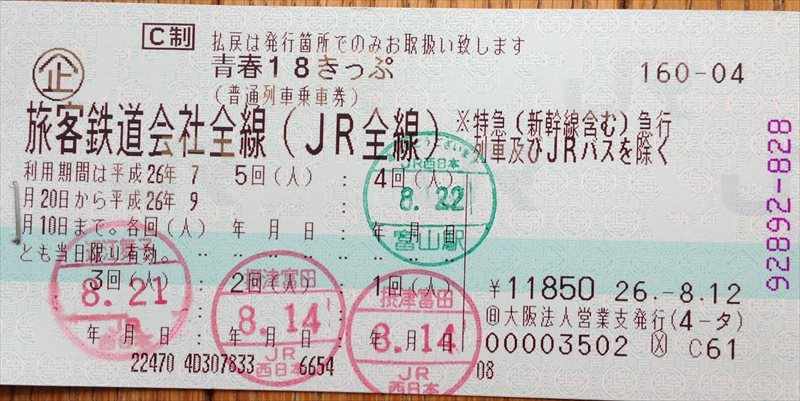 C制 払戻は発行箇所でのみお取扱い致します
企 青春18きっぷ 160-04
(普通列車乗車券)
旅客鉄道会社全線(JR全線) ※特急(新幹線含む)急行
列車及びJRバスを除く
利用期間は平成26年 7 5回(人) : 4回(人)
月20日から平成26年 9
月10日まで。各回(人) 年 月 日 : 年 月 日
とも当日限り有効。
3回(人) : 2回(人) : 1回(人)
年 月 日 : 年 月 日 : 年 月 日
¥11850 26.-8.12
回大阪法人営業支発行(4-タ)
00003502 X C61
22470 4D307833 6654 08
92892-828
JR西日本
8.22
富山駅
8.21
摂津富田
8.14
JR
西日本
摂津富田
8.14
JR
西日本